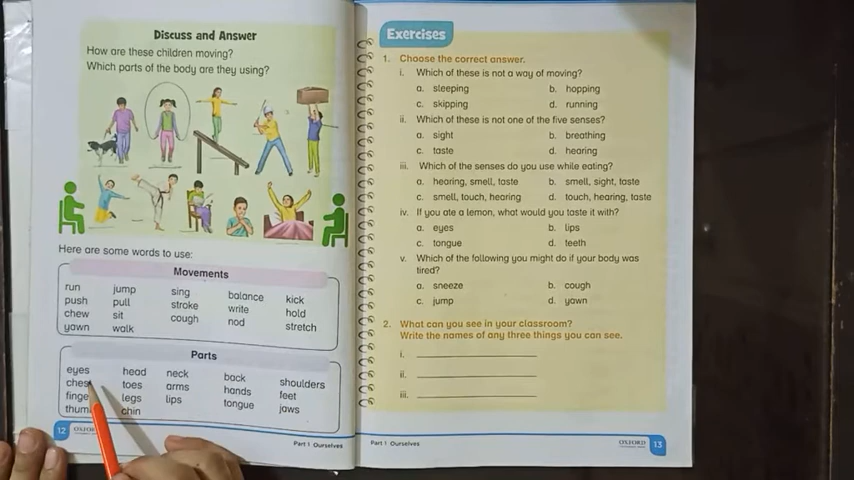 Discuss and Answer
How are these children moving?
Which parts of the body are they using?
Here are some words to use:
Movements
run jump sing balance kick
push pull stroke write hold
chew sit cough nod stretch
yawn walk
Parts
eyes head neck back shoulders
toes arms hands feet
legs lips tongue jaws
chin
12
Part 1 Ourselves
Exercises
1. Choose the correct answer.
i. Which of these is not a way of moving?
a. sleeping b. hopping
c. skipping d. running
ii. Which of these is not one of the five senses?
a. sight b. breathing
c. taste d. hearing
iii. Which of the senses do you use while eating?
a. hearing, smell, taste b. smell, sight, taste
c. smell, touch, hearing d. touch, hearing, taste
iv. If you ate a lemon, what would you taste it with?
a. eyes b. lips
c. tongue d. teeth
v. Which of the following you might do if your body was
tired?
a. sneeze b. cough
c. jump d. yawn
2. What can you see in your classroom?
Write the names of any three things you can see.
i.
ii.
iii.
Part 1 Ourselves
OXFORD
13